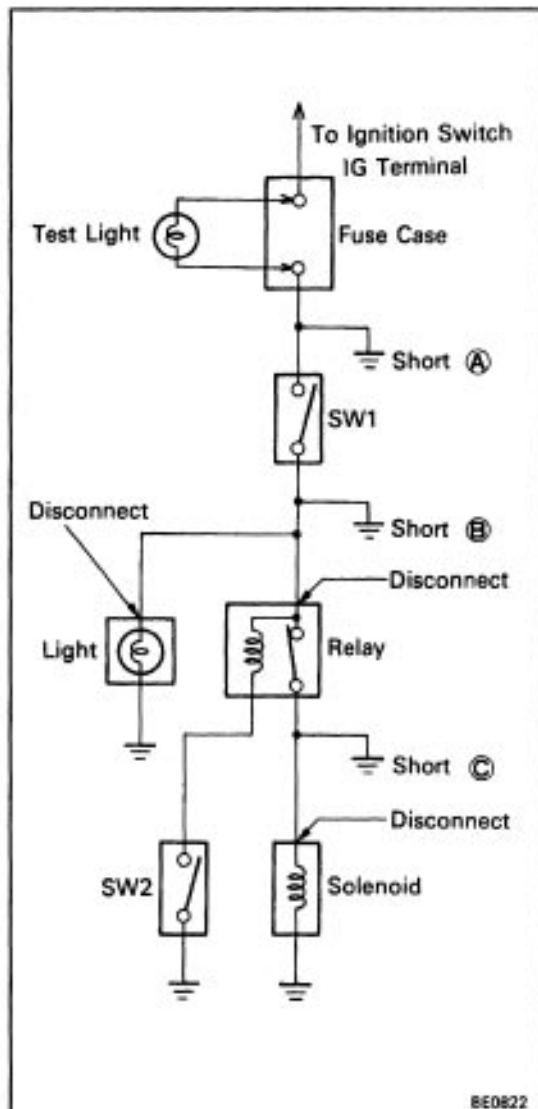 To Ignition Switch
IG Terminal
Test Light
Fuse Case
Short Ⓐ
SW1
Disconnect
Short Ⓑ
Disconnect
Light
Relay
Short Ⓒ
Disconnect
SW2
Solenoid
BE0822